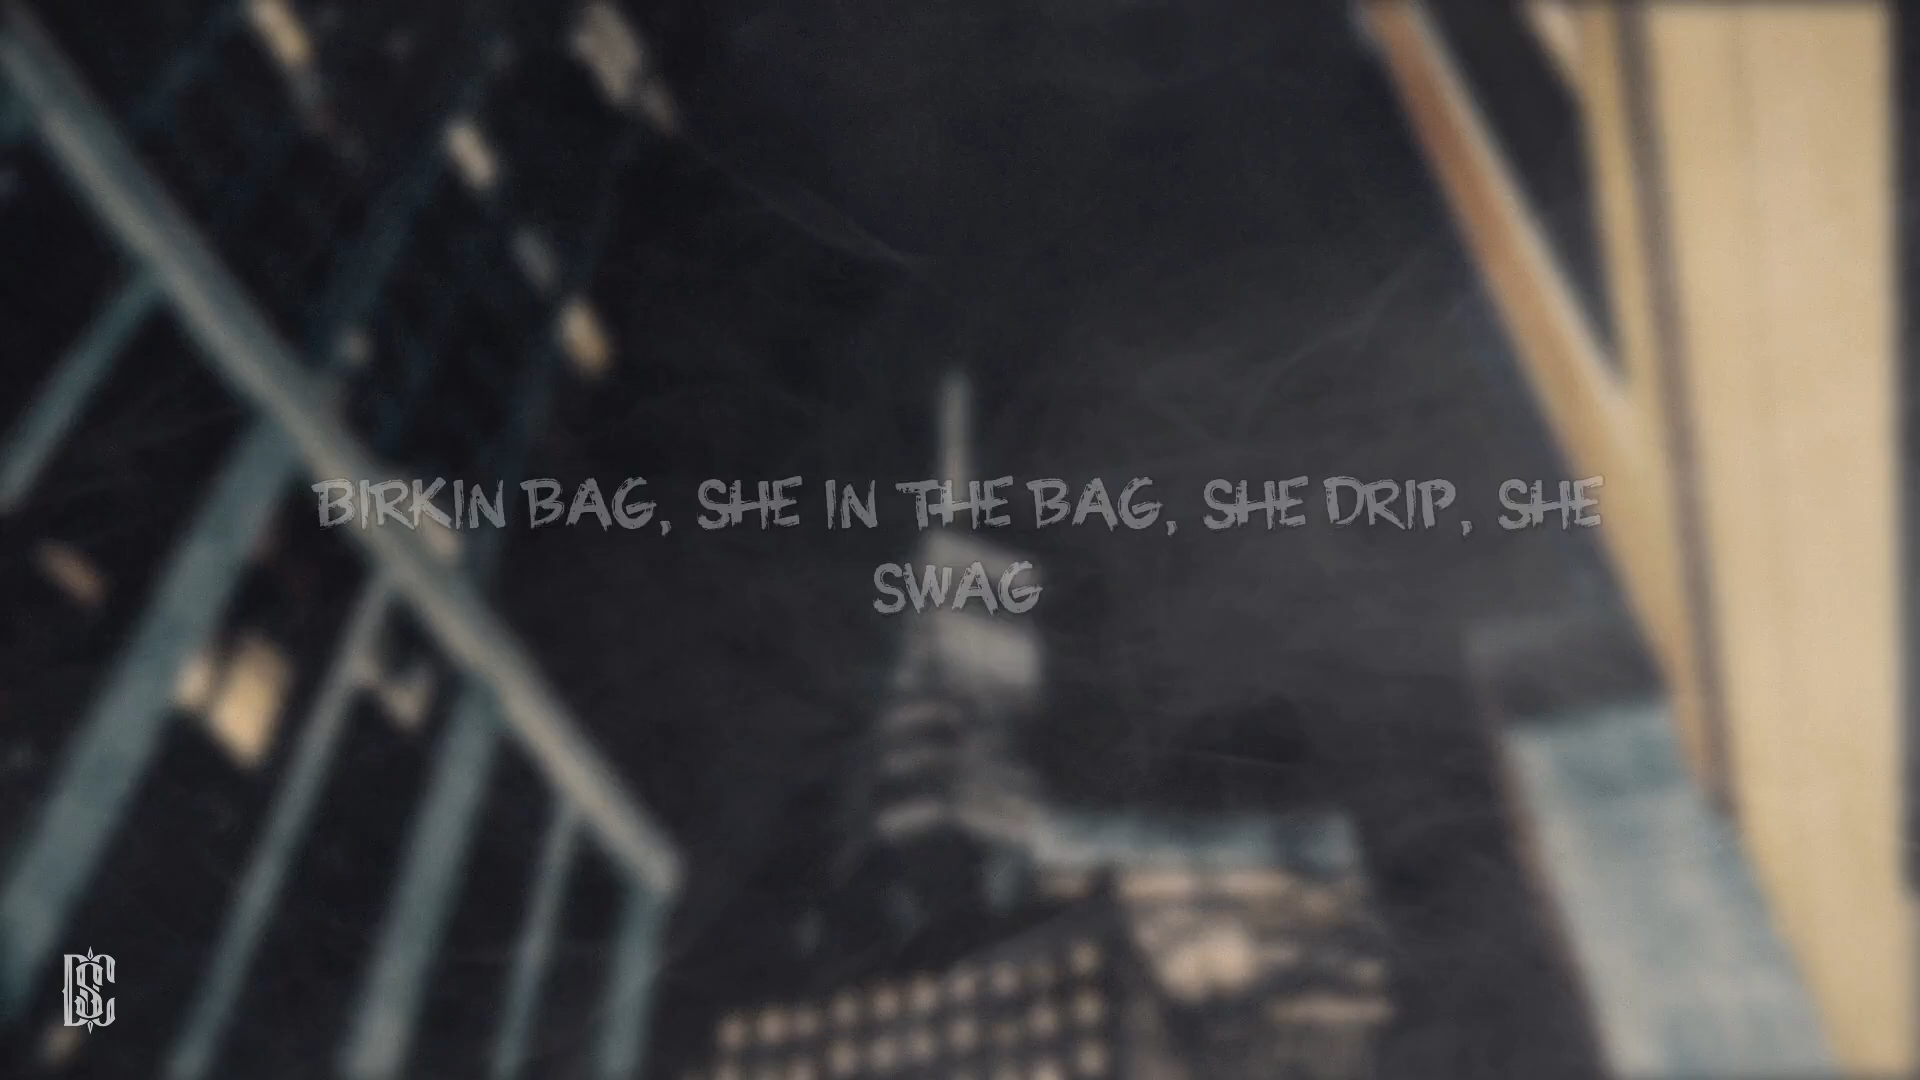 BIRKIN BAG, SHE IN THE BAG, SHE DRIP, SHE
SWAG